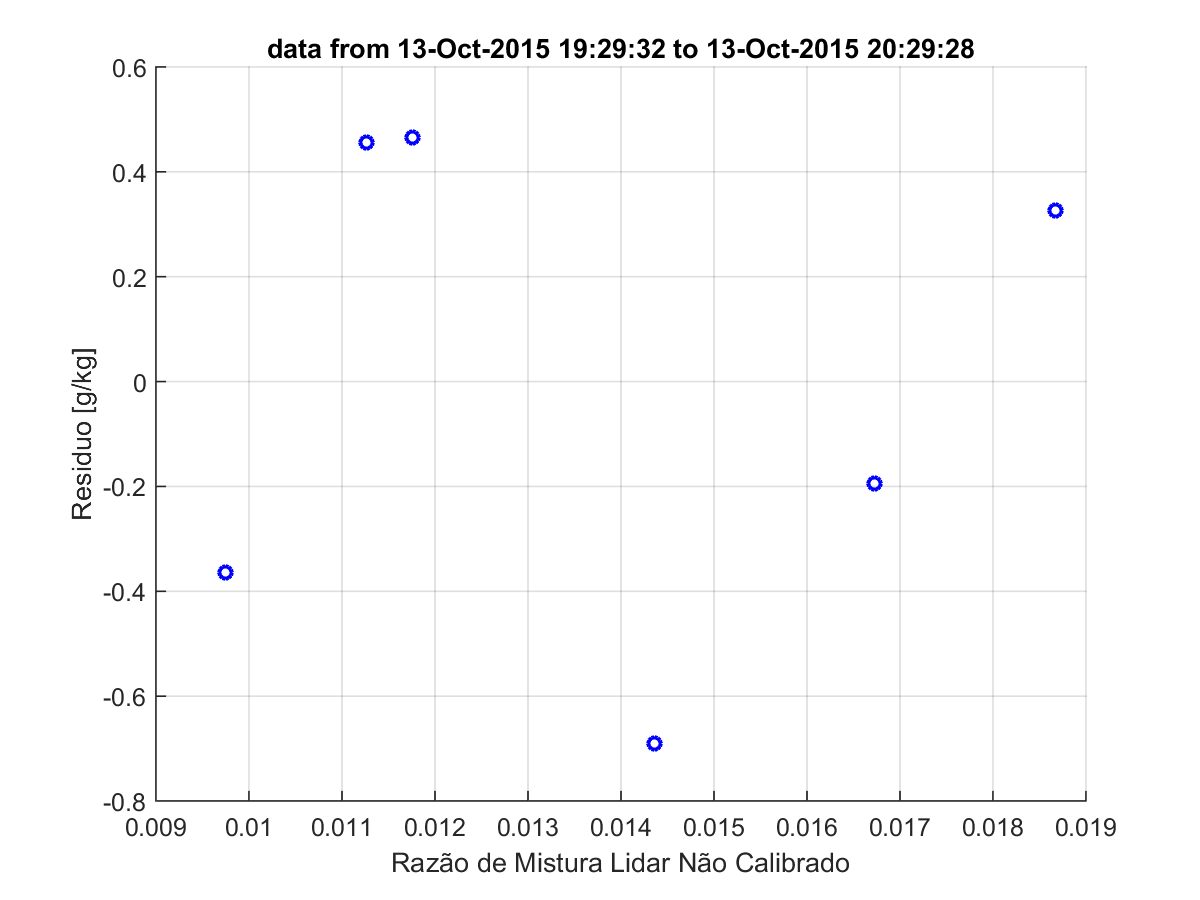 data from 13-Oct-2015 19:29:32 to 13-Oct-2015 20:29:28
0.6
0.4
0.2
0
-0.2
-0.4
-0.6
-0.8
Residuo [g/kg]
0.009 0.01 0.011 0.012 0.013 0.014 0.015 0.016 0.017 0.018 0.019
Razão de Mistura Lidar Não Calibrado